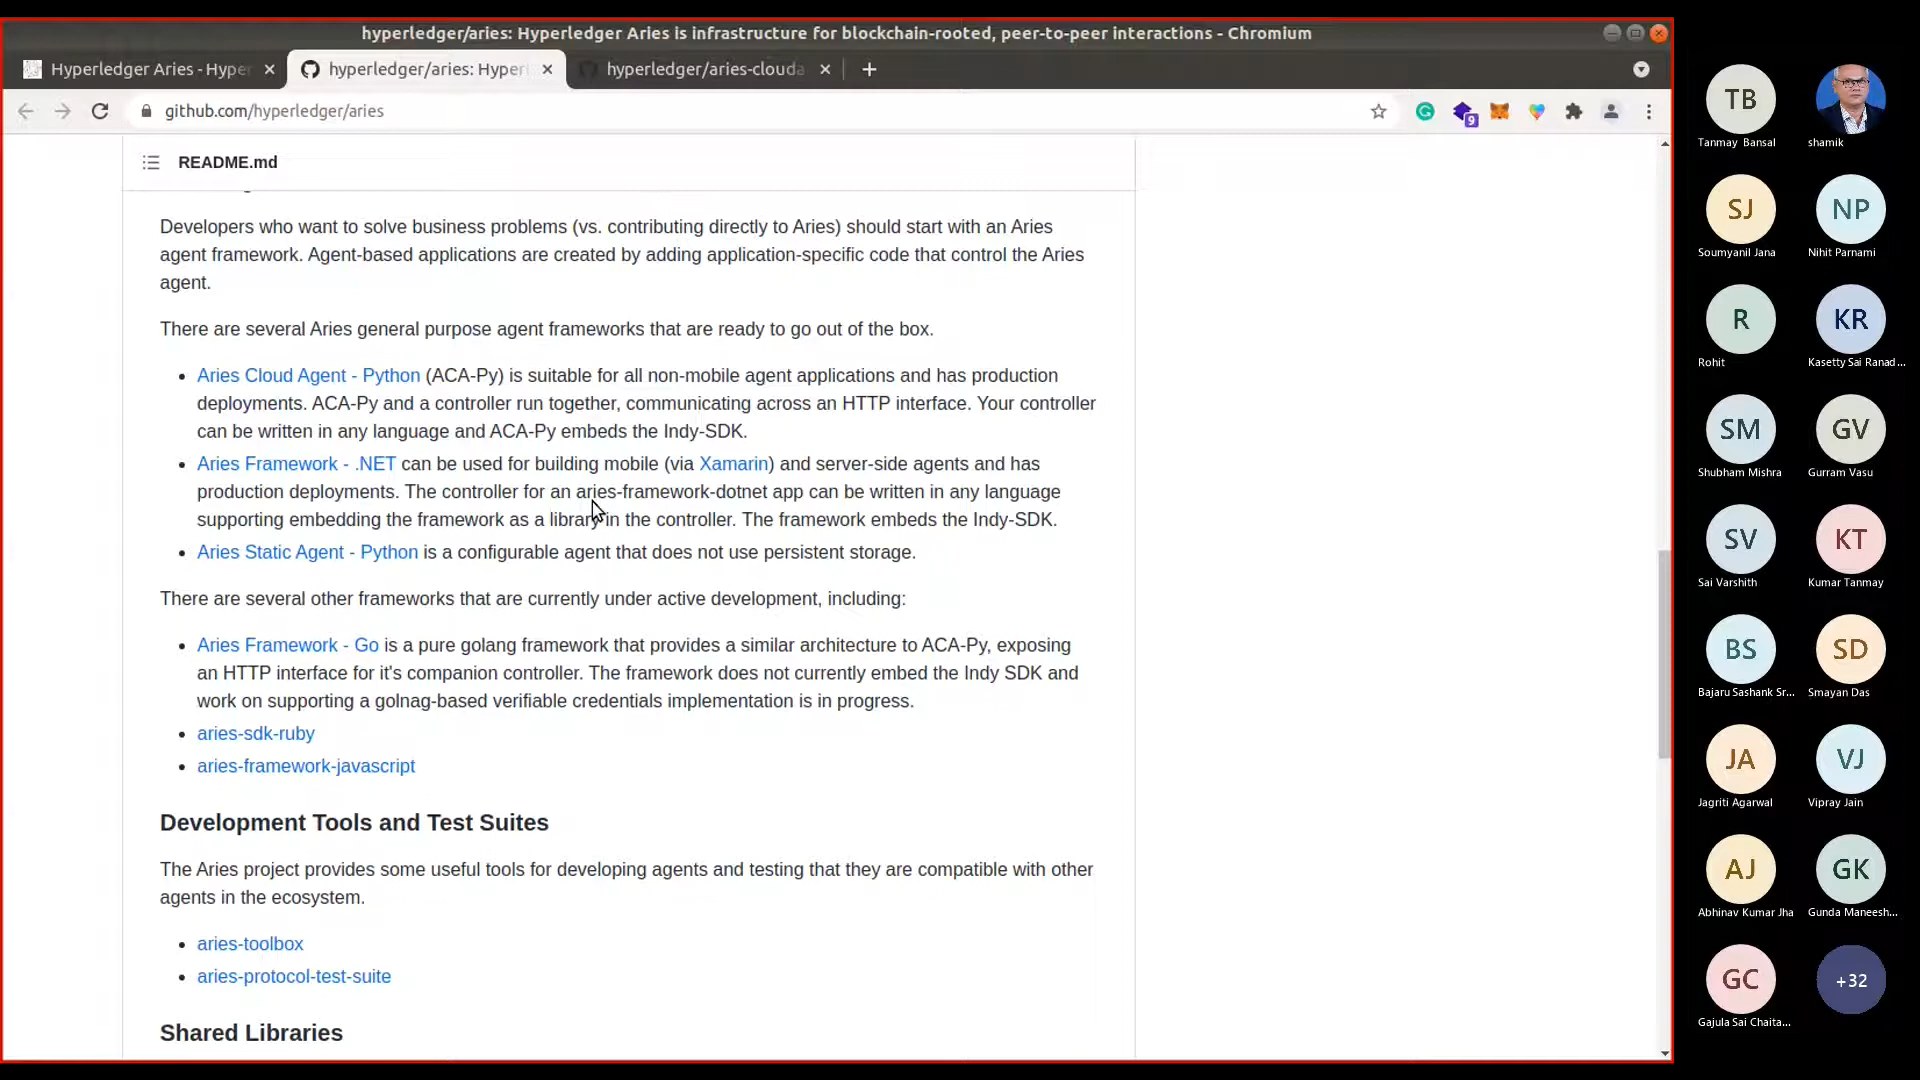 hyperledger/aries: Hyperledger Aries is infrastructure for blockchain-rooted, peer-to-peer interactions - Chromium
Hyperledger Aries - Hype
hyperledger/aries: Hyper
hyperledger/aries-clouda
github.com/hyperledger/aries
9
README.md
Developers who want to solve business problems (vs. contributing directly to Aries) should start with an Aries
agent framework. Agent-based applications are created by adding application-specific code that control the Aries
agent.
There are several Aries general purpose agent frameworks that are ready to go out of the box.
Aries Cloud Agent - Python (ACA-Py) is suitable for all non-mobile agent applications and has production
deployments. ACA-Py and a controller run together, communicating across an HTTP interface. Your controller
can be written in any language and ACA-Py embeds the Indy-SDK.
Aries Framework - .NET can be used for building mobile (via Xamarin) and server-side agents and has
production deployments. The controller for an aries-framework-dotnet app can be written in any language
supporting embedding the framework as a library in the controller. The framework embeds the Indy-SDK.
Aries Static Agent - Python is a configurable agent that does not use persistent storage.
There are several other frameworks that are currently under active development, including:
Aries Framework - Go is a pure golang framework that provides a similar architecture to ACA-Py, exposing
an HTTP interface for it's companion controller. The framework does not currently embed the Indy SDK and
work on supporting a golnag-based verifiable credentials implementation is in progress.
aries-sdk-ruby
aries-framework-javascript
Development Tools and Test Suites
The Aries project provides some useful tools for developing agents and testing that they are compatible with other
agents in the ecosystem.
aries-toolbox
aries-protocol-test-suite
Shared Libraries
TB
Tanmay Bansal
shamik
SJ
Soumyanil Jana
NP
Nihit Parnami
R
Rohit
KR
Kasetty Sai Ranad...
SM
Shubham Mishra
GV
Gurram Vasu
SV
Sai Varshith
KT
Kumar Tanmay
BS
Bajaru Sashank Sr...
SD
Smayan Das
JA
Jagriti Agarwal
VJ
Vipray Jain
AJ
Abhinav Kumar Jha
GK
Gunda Maneesh...
GC
Gajula Sai Chaita...
+32